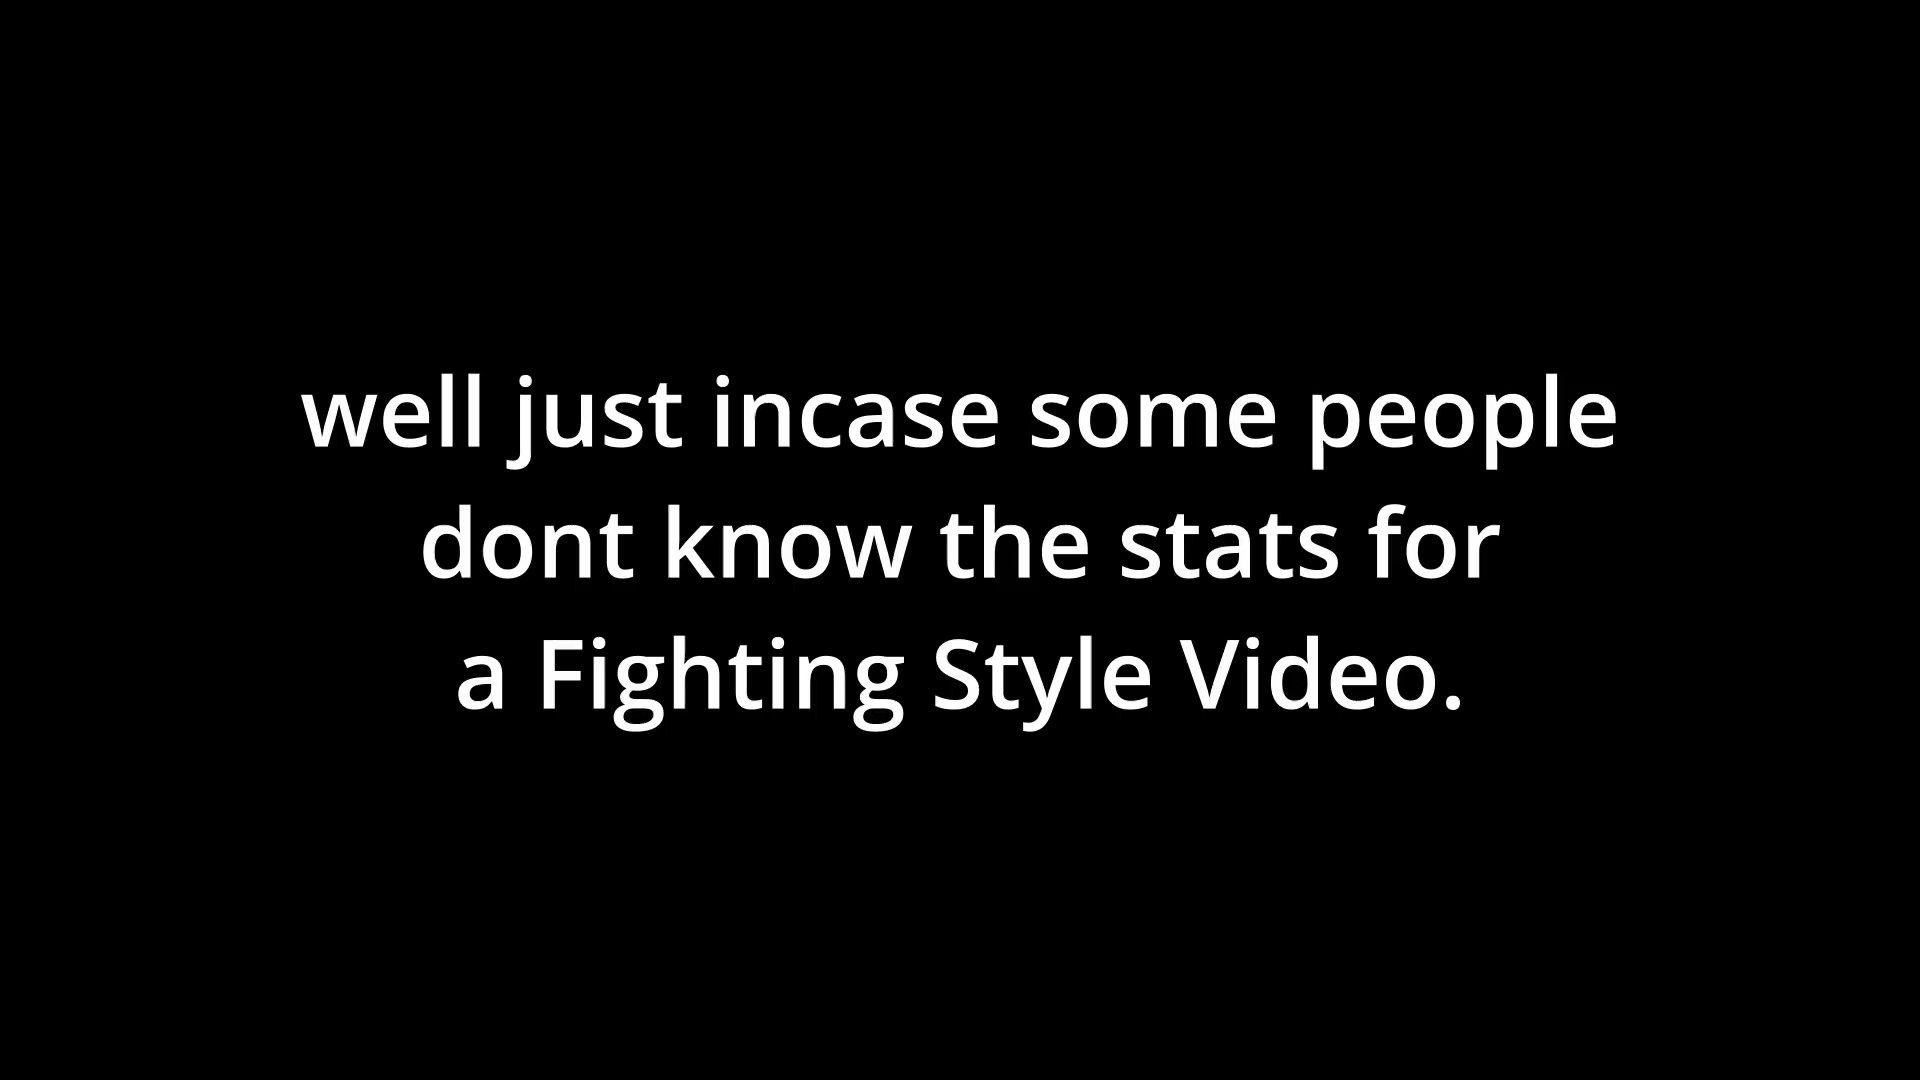 well just incase some people
dont know the stats for
a Fighting Style Video.